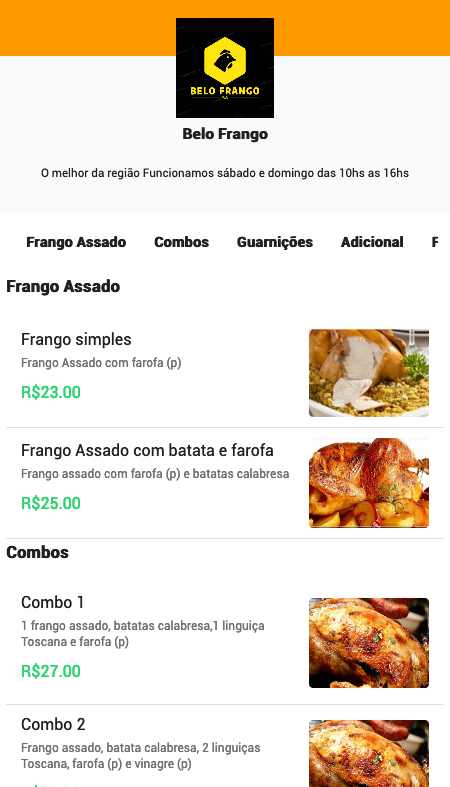 BELO FRANGO
Belo Frango
O melhor da região Funcionamos sábado e domingo das 10hs as 16hs
Frango Assado Combos Guarnições Adicional
Frango Assado
Frango simples
Frango Assado com farofa (p)
R$23.00
Frango Assado com batata e farofa
Frango assado com farofa (p) e batatas calabresa
R$25.00
Combos
Combo 1
1 frango assado, batatas calabresa,1 linguiça
Toscana e farofa (p)
R$27.00
Combo 2
Frango assado, batata calabresa, 2 linguiças
Toscana, farofa (p) e vinagre (p)